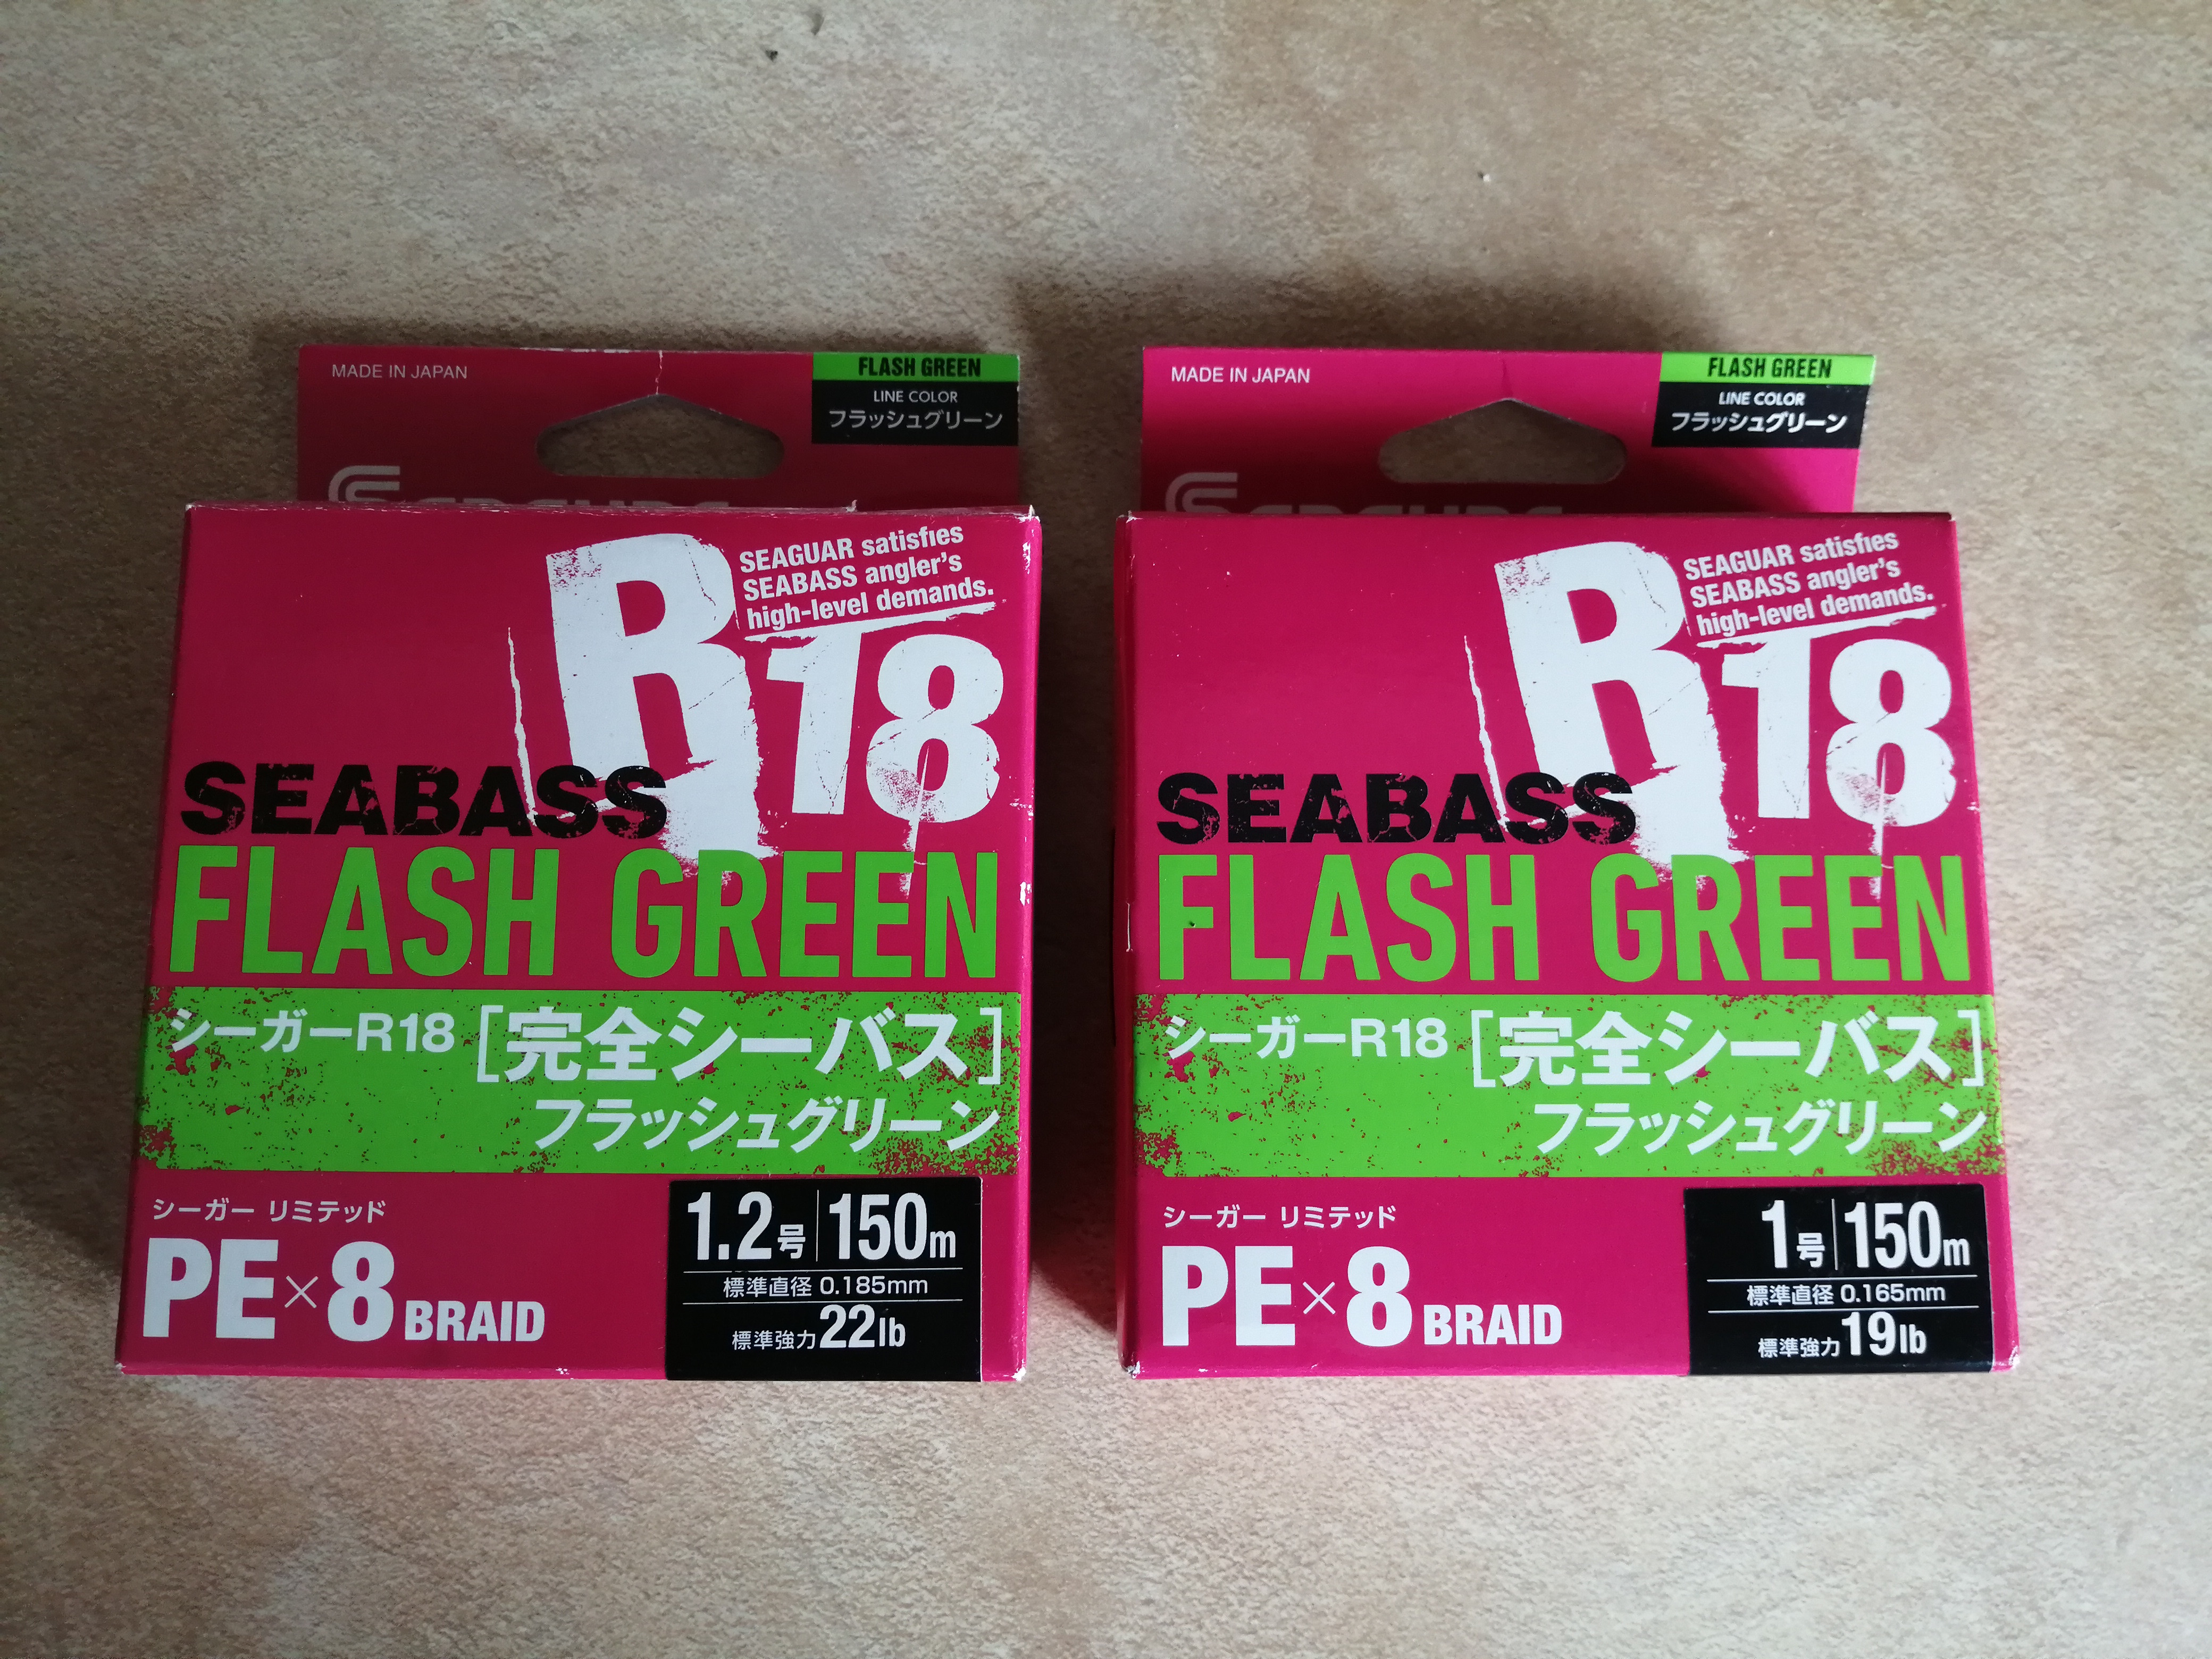 MADE IN JAPAN
FLASH GREEN
LINE COLOR
フラッシュグリーン
R18
SEAGUAR satisfies
SEABASS angler's
high-level demands.
SEABASS
FLASH GREEN
シーガーR18 [完全シーバス]
フラッシュグリーン
シーガー リミテッド
PE×8 BRAID
1.2号 150m
標準直径 0.185mm
標準強力 22lb
MADE IN JAPAN
FLASH GREEN
LINE COLOR
フラッシュグリーン
R18
SEAGUAR satisfies
SEABASS angler's
high-level demands.
SEABASS
FLASH GREEN
シーガーR18 [完全シーバス]
フラッシュグリーン
シーガー リミテッド
PE×8 BRAID
1号 150m
標準直径 0.165mm
標準強力 19lb